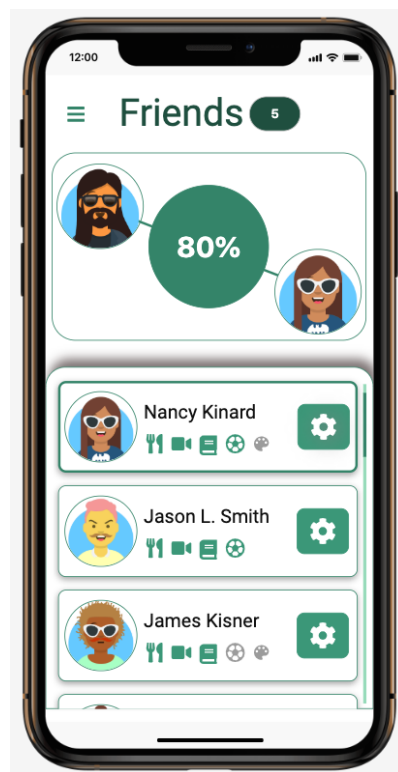 12:00
Friends 5
80%
Nancy Kinard
Jason L. Smith
James Kisner